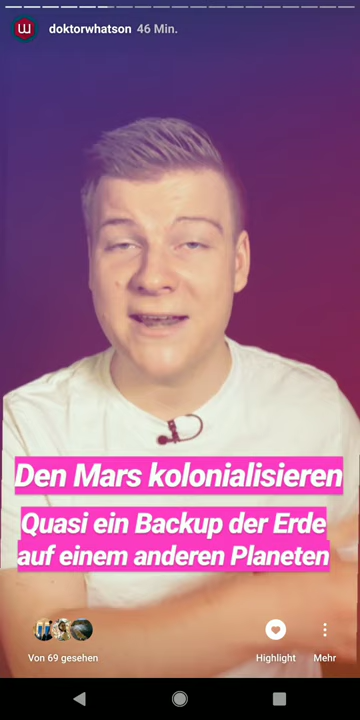 doktorwhatson 46 Min.
Den Mars kolonialisieren
Quasi ein Backup der Erde
auf einem anderen Planeten
Von 69 gesehen
Highlight
Mehr